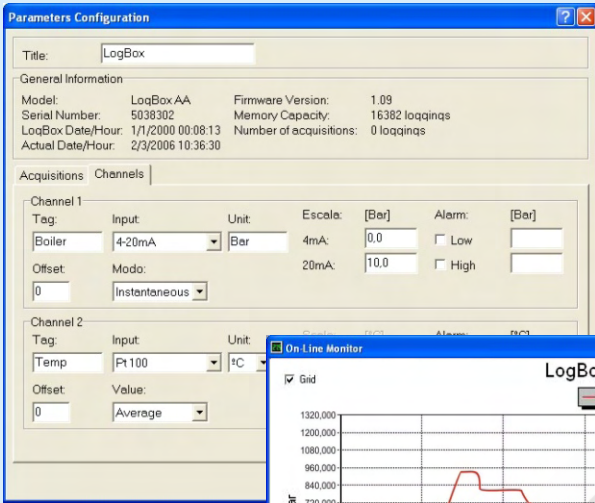 Parameters Configuration
Title: LogBox
General Information
Model: LogBox AA Firmware Version: 1.09
Serial Number: 5038302 Memory Capacity: 16382 loggings
LogBox Date/Hour: 1/1/2000 00:08:13 Number of acquisitions: 0 loggings
Actual Date/Hour: 2/3/2006 10:36:30
Acquisitions Channels
Channel 1
Tag: Input: Unit: Escala: [Bar] Alarm: [Bar]
Boiler 4-20mA Bar 4mA: 0,0 Low
Offset: Modo: 20mA: 10,0 High
0 Instantaneous
Channel 2
Tag: Input: Unit: Alarm: [ºC]
Temp Pt100 ºC
Offset: Value:
0 Average
On-Line Monitor
Grid
1320,000
1200,000
1080,000
960,000
840,000
720,000